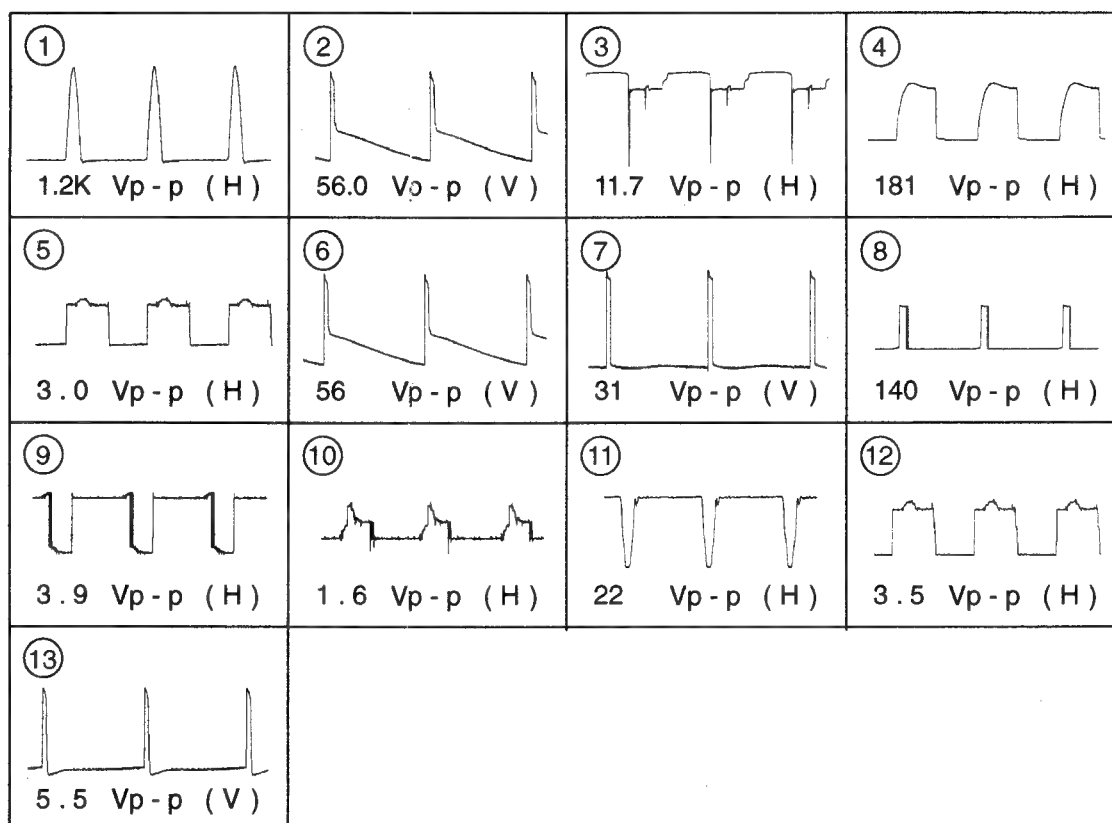 1
1.2K Vp-p (H)
2
56.0 Vp-p (V)
3
11.7 Vp-p (H)
4
181 Vp-p (H)
5
3.0 Vp-p (H)
6
56 Vp-p (V)
7
31 Vp-p (V)
8
140 Vp-p (H)
9
3.9 Vp-p (H)
10
1.6 Vp-p (H)
11
22 Vp-p (H)
12
3.5 Vp-p (H)
13
5.5 Vp-p (V)